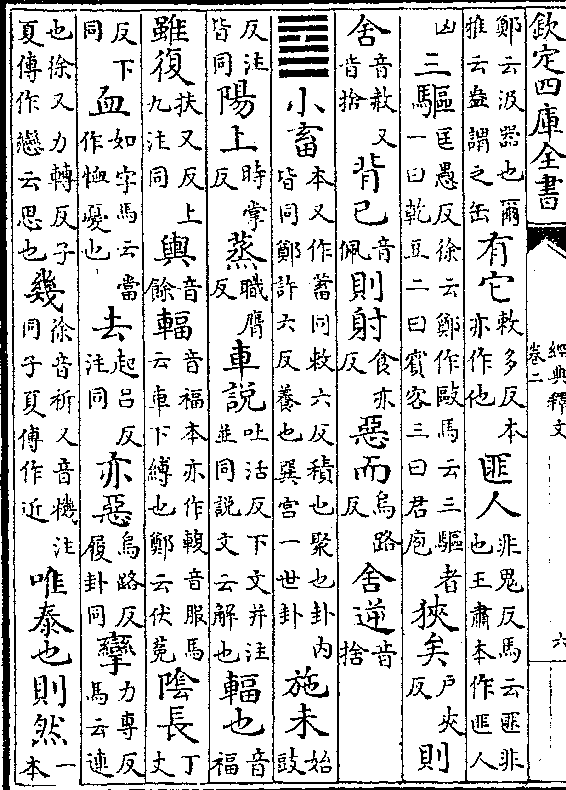 欽定四庫全書
經典釋文
卷二
六
鄭云汲器也爾雅云盎謂之缶有它敕多反本亦作他匪人非鬼反馬云匪非也王肅本作匪人
凶三驅匡愚反徐云鄭作敺馬云三驅者一曰乾豆二曰賓客三曰君庖狹矣戶夾反則
舍音赦又音捨背已音佩則射食亦反惡而烏路反舍逆音捨
䷈小畜本又作蓄同敕六反積也聚也卦內皆同鄭許六反養也巽宮一世卦施未始豉
反注皆同陽上時掌反蒸職膺反車說吐活反下文并注並同說文云解也輻也音福
雖復扶又反上九注同輿音餘輻音福本亦作輹音服馬云車下縛也鄭云伏菟陰長丁丈
反下同血如字馬云當作恤憂也去起呂反注同亦惡烏路反履卦同攣力專反馬云連
也徐又力轉反子夏傳作戀云思也幾徐音祈又音機注同子夏傳作近唯泰也則然一本